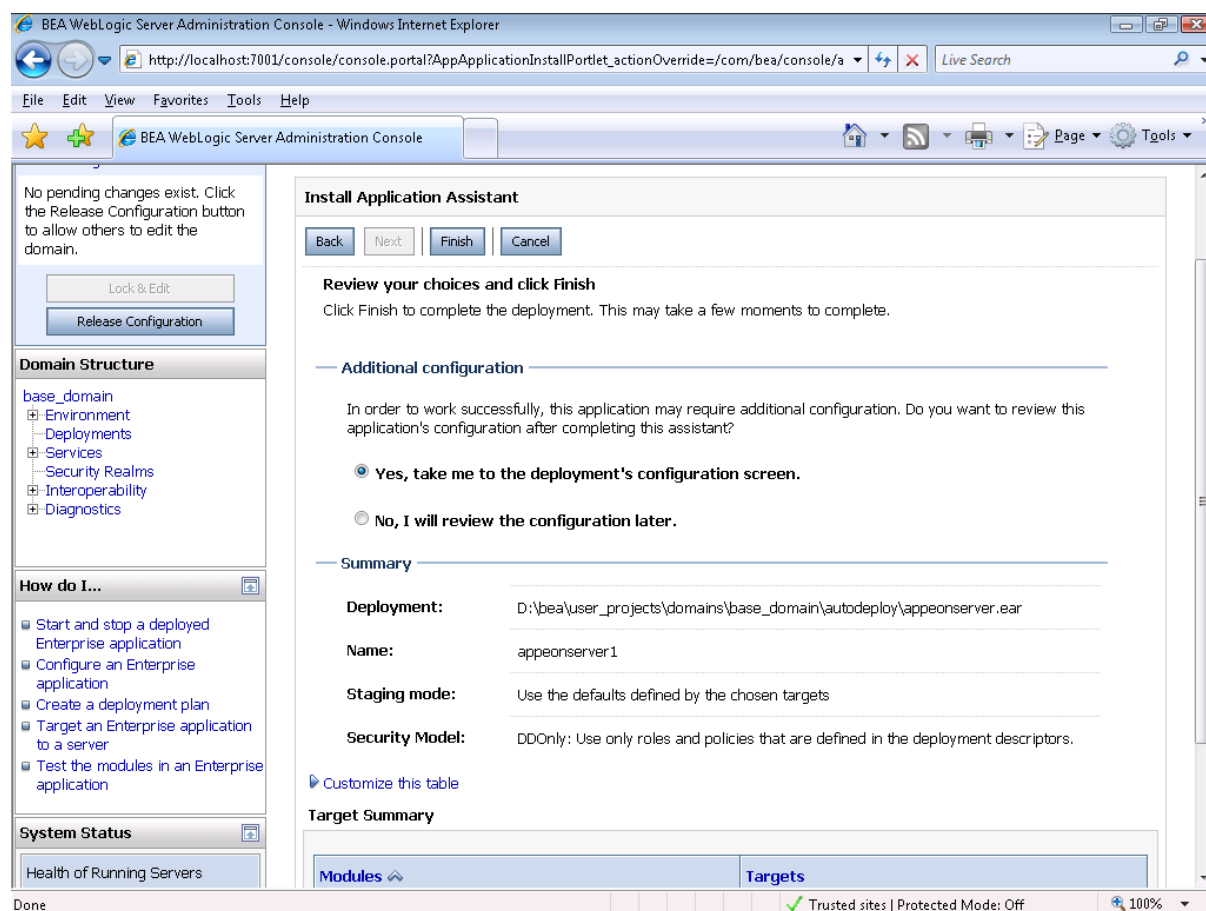 BEA WebLogic Server Administration Console - Windows Internet Explorer
http://localhost:7001/console/console.portal?AppApplicationInstallPortlet_actionOverride=/com/bea/console/a
Live Search
File Edit View Favorites Tools Help
BEA WebLogic Server Administration Console
Page
Tools
No pending changes exist. Click
the Release Configuration button
to allow others to edit the
domain.
Lock & Edit
Release Configuration
Domain Structure
base_domain
Environment
Deployments
Services
Security Realms
Interoperability
Diagnostics
How do I...
Start and stop a deployed
Enterprise application
Configure an Enterprise
application
Create a deployment plan
Target an Enterprise application
to a server
Test the modules in an Enterprise
application
System Status
Health of Running Servers
Install Application Assistant
Back Next Finish Cancel
Review your choices and click Finish
Click Finish to complete the deployment. This may take a few moments to complete.
Additional configuration
In order to work successfully, this application may require additional configuration. Do you want to review this
application's configuration after completing this assistant?
Yes, take me to the deployment's configuration screen.
No, I will review the configuration later.
Summary
Deployment: D:\bea\user_projects\domains\base_domain\autodeploy\appeonserver.ear
Name: appeonserver1
Staging mode: Use the defaults defined by the chosen targets
Security Model: DDOnly: Use only roles and policies that are defined in the deployment descriptors.
Customize this table
Target Summary
Modules Targets
Done
Trusted sites | Protected Mode: Off
100%